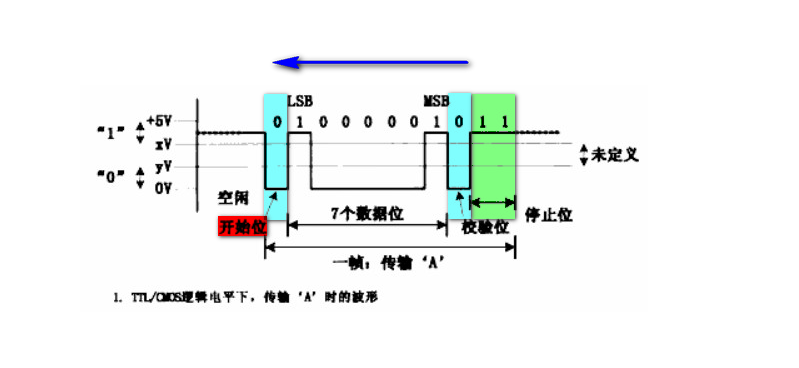 LSB MSB
0 1 0 0 0 0 0 1 0 1 1
+5V
“1”
xV
未定义
yV
“0”
0V
空闲
7个数据位
停止位
开始位
校验位
一帧：传输‘A’
1. TTL/CMOS逻辑电平下，传输‘A’时的波形